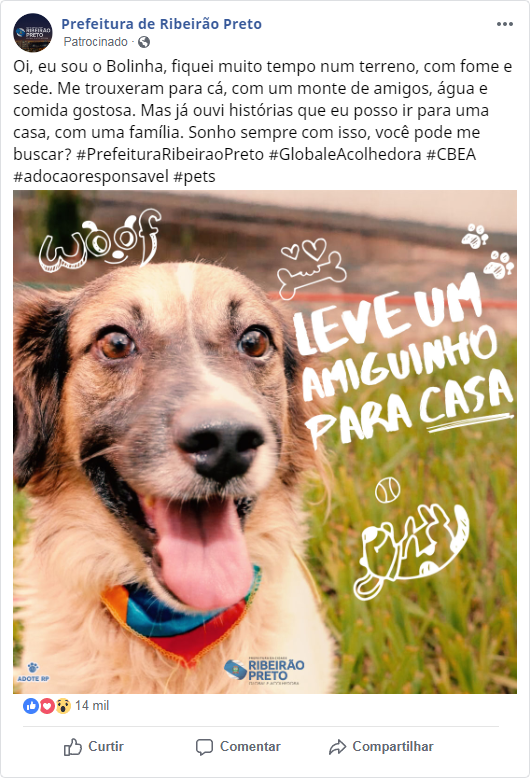 Prefeitura de Ribeirão Preto
Patrocinado ·
Oi, eu sou o Bolinha, fiquei muito tempo num terreno, com fome e
sede. Me trouxeram para cá, com um monte de amigos, água e
comida gostosa. Mas já ouvi histórias que eu posso ir para uma
casa, com uma família. Sonho sempre com isso, você pode me
buscar? #PrefeituraRibeiraoPreto #GlobaleAcolhedora #CBEA
#adocaoresponsavel #pets
woof
LEVE UM
AMIGUINHO
PARA CASA
ADOTE RP
RIBEIRÃO
PRETO
14 mil
Curtir
Comentar
Compartilhar